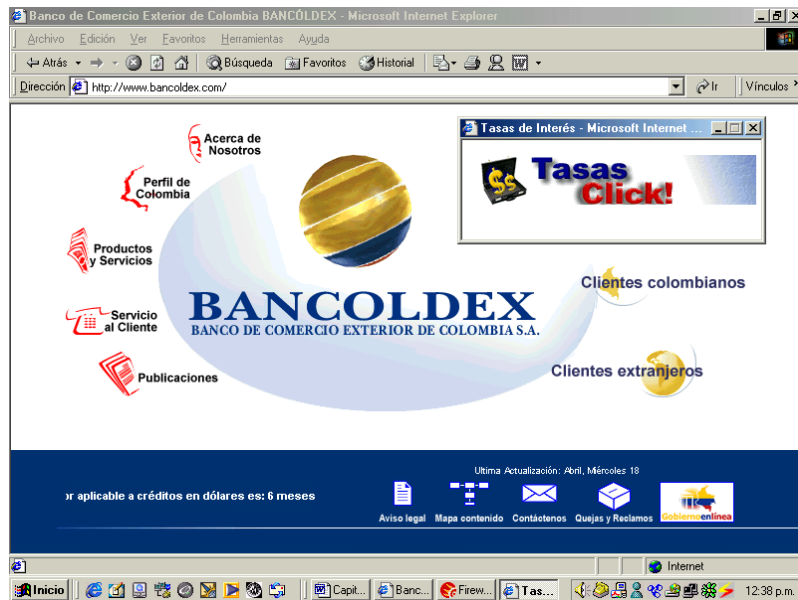 Banco de Comercio Exterior de Colombia BANCÓLDEX - Microsoft Internet Explorer
Archivo Edición Ver Favoritos Herramientas Ayuda
Atrás Búsqueda Favoritos Historial
Dirección http://www.bancoldex.com/ Ir Vínculos
Tasas de Interés - Microsoft Internet ...
Tasas
Click!
Acerca de
Nosotros
Perfil de
Colombia
Productos
y Servicios
Servicio
al Cliente
Publicaciones
BANCOLDEX
BANCO DE COMERCIO EXTERIOR DE COLOMBIA S.A.
Clientes colombianos
Clientes extranjeros
Ultima Actualización: Abril, Miércoles 18
or aplicable a créditos en dólares es: 6 meses
Aviso legal Mapa contenido Contáctenos Quejas y Reclamos Gobiernoenlínea
Internet
Inicio Capit... Banc... Firew... Tas... 12:38 p.m.